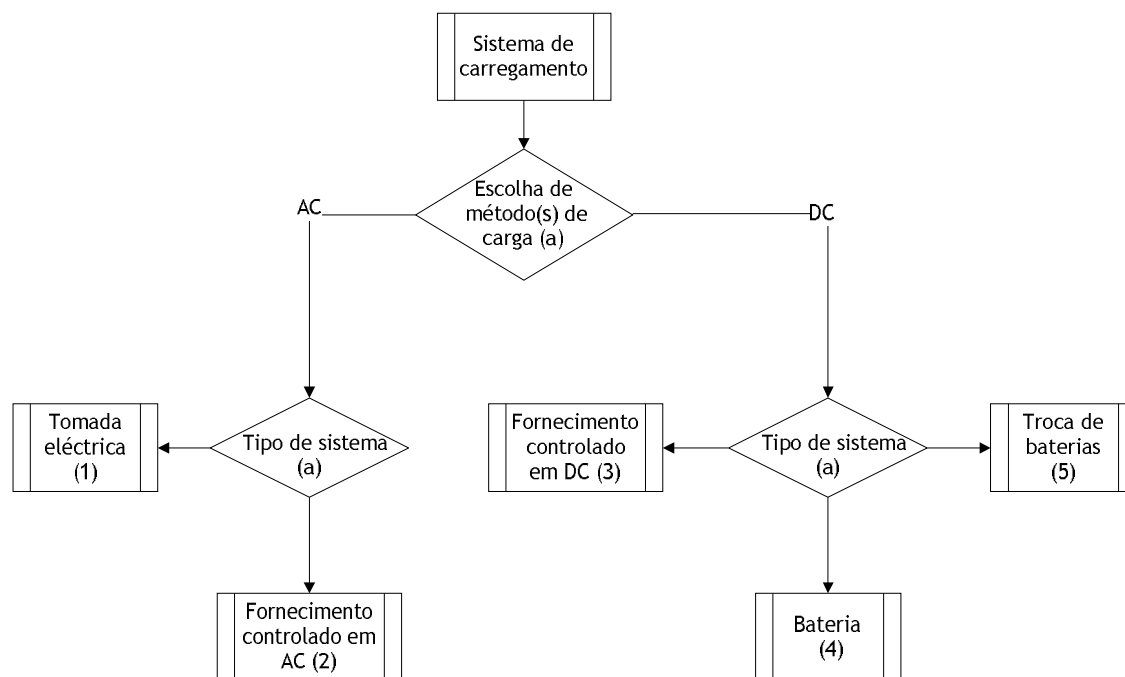 Sistema de
carregamento
Escolha de
método(s) de
carga (a)
AC
DC
Tomada
eléctrica
(1)
Tipo de sistema
(a)
Fornecimento
controlado
em DC (3)
Tipo de sistema
(a)
Troca de
baterias
(5)
Fornecimento
controlado em
AC (2)
Bateria
(4)